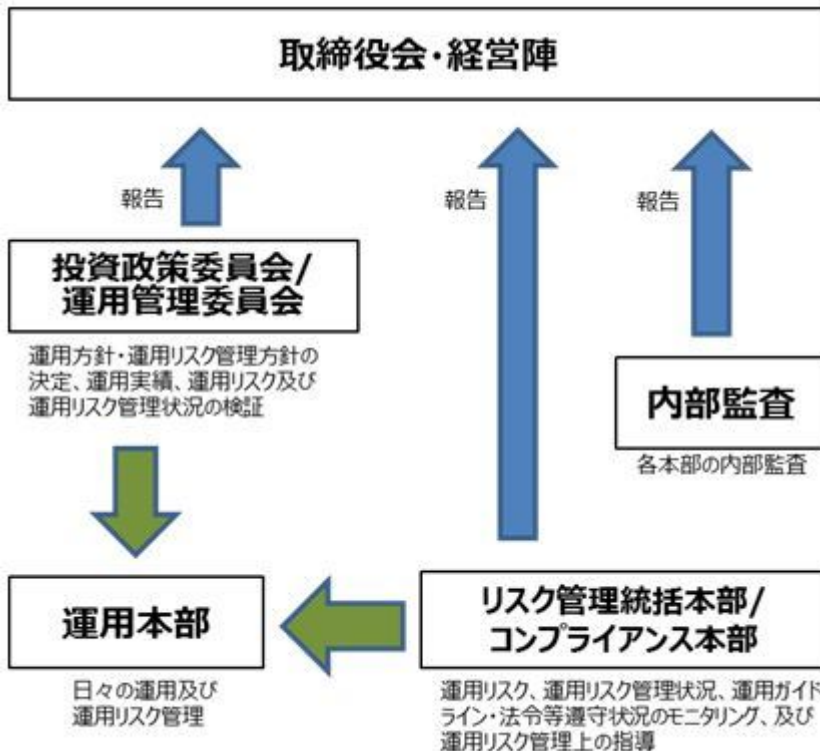 取締役会・経営陣
報告
報告
報告
投資政策委員会/
運用管理委員会
運用方針・運用リスク管理方針の
決定、運用実績、運用リスク及び
運用リスク管理状況の検証
内部監査
各本部の内部監査
運用本部
日々の運用及び
運用リスク管理
リスク管理統括本部/
コンプライアンス本部
運用リスク、運用リスク管理状況、運用ガイド
ライン・法令等遵守状況のモニタリング、及び
運用リスク管理上の指導